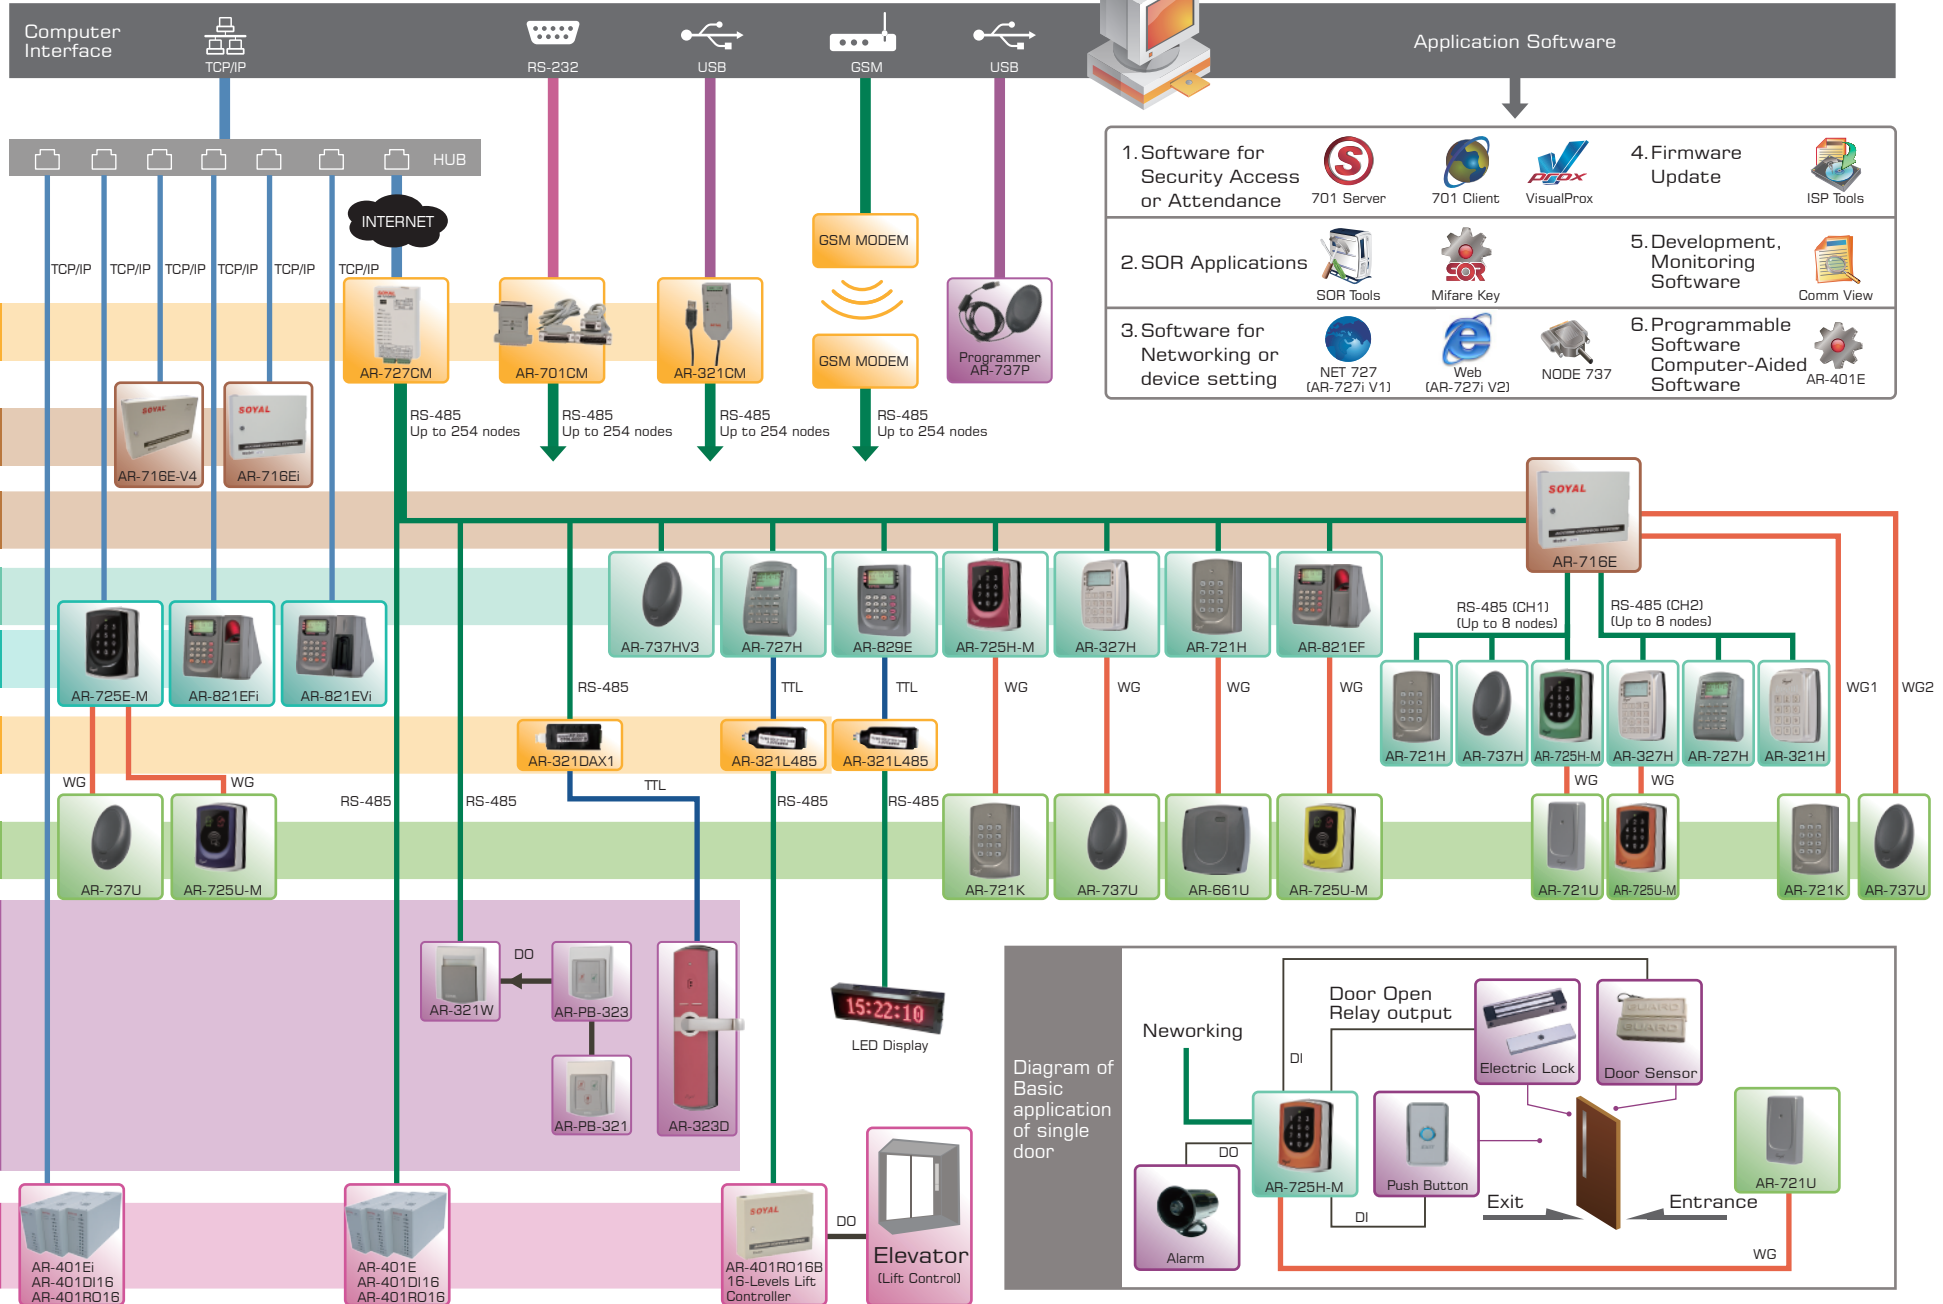 Computer
Interface
TCP/IP
RS-232
USB
GSM
USB
Application Software
HUB
INTERNET
TCP/IP
TCP/IP
TCP/IP
TCP/IP
TCP/IP
TCP/IP
GSM MODEM
GSM MODEM
AR-727CM
AR-701CM
AR-321CM
Programmer
AR-737P
1. Software for
Security Access
or Attendance
701 Server
701 Client
VisualProx
4. Firmware
Update
ISP Tools
2. SOR Applications
SOR Tools
SOR
Mifare Key
5. Development,
Monitoring
Software
Comm View
3. Software for
Networking or
device setting
NET 727
(AR-727i V1)
Web
(AR-727i V2)
NODE 737
6. Programmable
Software
Computer-Aided
Software
AR-401E
RS-485
Up to 254 nodes
RS-485
Up to 254 nodes
RS-485
Up to 254 nodes
RS-485
Up to 254 nodes
SOYAL
AR-716E-V4
SOYAL
AR-716Ei
SOYAL
AR-716E
AR-725E-M
AR-821EFi
AR-821EVi
AR-737HV3
AR-727H
AR-829E
AR-725H-M
AR-327H
AR-721H
AR-821EF
RS-485 (CH1)
(Up to 8 nodes)
RS-485 (CH2)
(Up to 8 nodes)
RS-485
TTL
TTL
WG
WG
WG
WG
WG1
WG2
AR-721H
AR-737H
AR-725H-M
AR-327H
AR-727H
AR-321H
AR-321DAX1
AR-321L485
AR-321L485
WG
WG
RS-485
RS-485
TTL
RS-485
RS-485
WG
WG
AR-737U
AR-725U-M
AR-721K
AR-737U
AR-661U
AR-725U-M
AR-721U
AR-725U-M
AR-721K
AR-737U
AR-321W
DO
AR-PB-323
AR-PB-321
AR-323D
15:22:10
LED Display
AR-401Ei
AR-401DI16
AR-401RO16
AR-401E
AR-401DI16
AR-401RO16
SOYAL
AR-401RO16B
16-Levels Lift
Controller
DO
Elevator
(Lift Control)
Diagram of
Basic
application
of single
door
Neworking
Door Open
Relay output
DI
Electric Lock
GUARD
GUARD
Door Sensor
DO
AR-725H-M
Push Button
DI
Alarm
Exit
Entrance
AR-721U
WG